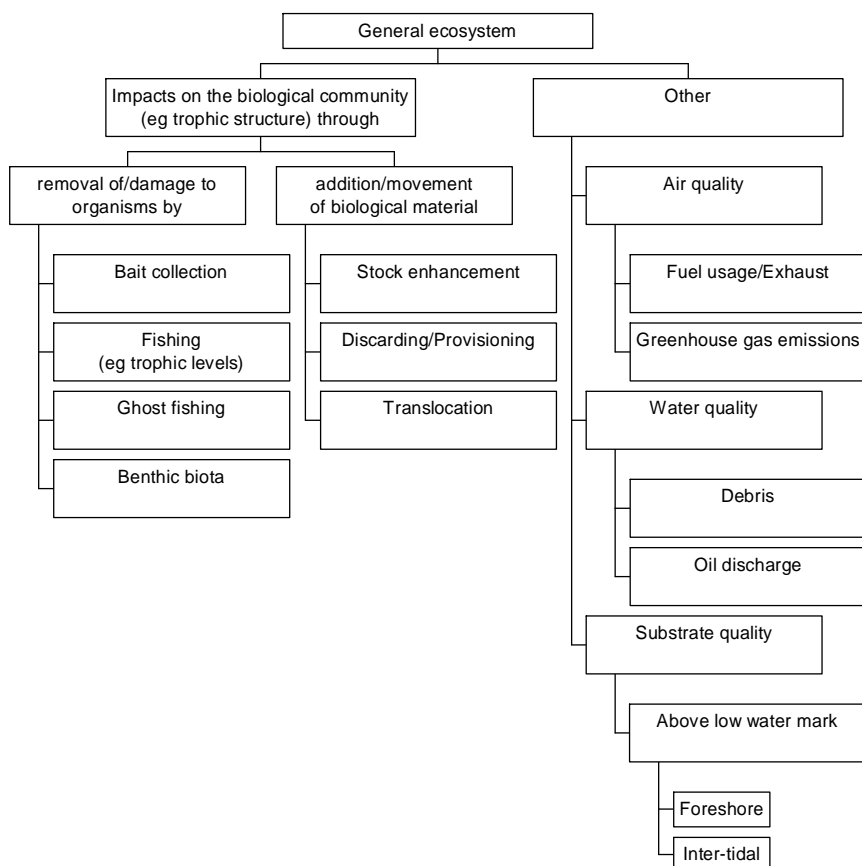 General ecosystem
Impacts on the biological community
(eg trophic structure) through
Other
removal of/damage to
organisms by
addition/movement
of biological material
Air quality
Bait collection
Stock enhancement
Fuel usage/Exhaust
Fishing
(eg trophic levels)
Discarding/Provisioning
Greenhouse gas emissions
Ghost fishing
Translocation
Water quality
Benthic biota
Debris
Oil discharge
Substrate quality
Above low water mark
Foreshore
Inter-tidal